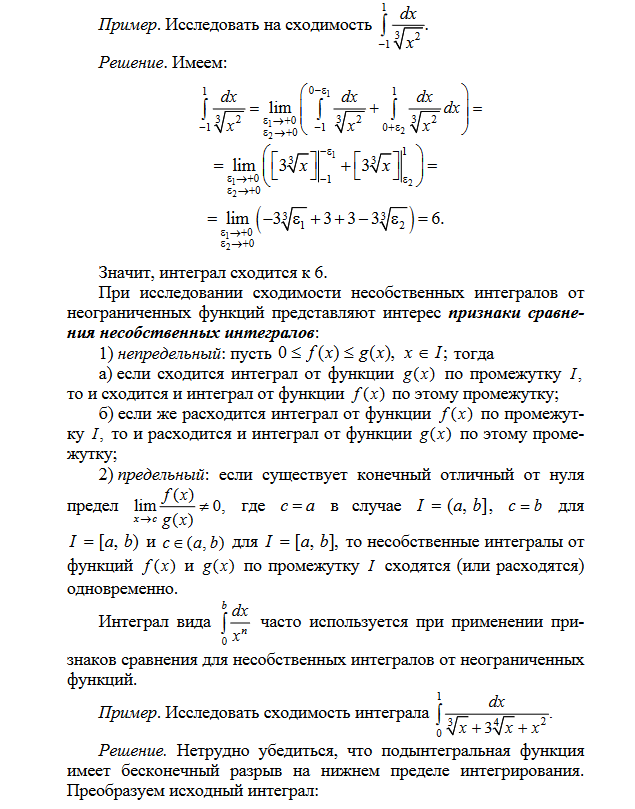 Пример. Исследовать на сходимость $\int\limits_{-1}^{1} \frac{dx}{\sqrt[3]{x^2}}.$
Решение. Имеем:
$\int\limits_{-1}^{1} \frac{dx}{\sqrt[3]{x^2}} = \lim\limits_{\substack{\varepsilon_1 \to +0 \\ \varepsilon_2 \to +0}} \left( \int\limits_{-1}^{0-\varepsilon_1} \frac{dx}{\sqrt[3]{x^2}} + \int\limits_{0+\varepsilon_2}^{1} \frac{dx}{\sqrt[3]{x^2}} dx \right) =$
$= \lim\limits_{\substack{\varepsilon_1 \to +0 \\ \varepsilon_2 \to +0}} \left( \left[ 3\sqrt[3]{x} \right] \Big|_{-1}^{-\varepsilon_1} + \left[ 3\sqrt[3]{x} \right] \Big|_{\varepsilon_2}^{1} \right) =$
$= \lim\limits_{\substack{\varepsilon_1 \to +0 \\ \varepsilon_2 \to +0}} \left( -3\sqrt[3]{\varepsilon_1} + 3 + 3 - 3\sqrt[3]{\varepsilon_2} \right) = 6.$
Значит, интеграл сходится к 6.
При исследовании сходимости несобственных интегралов от
неограниченных функций представляют интерес признаки сравне-
ния несобственных интегралов:
1) непредельный: пусть $0 \le f(x) \le g(x),\ x \in I;$ тогда
а) если сходится интеграл от функции $g(x)$ по промежутку $I,$
то и сходится и интеграл от функции $f(x)$ по этому промежутку;
б) если же расходится интеграл от функции $f(x)$ по промежут-
ку $I,$ то и расходится и интеграл от функции $g(x)$ по этому проме-
жутку;
2) предельный: если существует конечный отличный от нуля
предел $\lim\limits_{x \to c} \frac{f(x)}{g(x)} \ne 0,$ где $c = a$ в случае $I = (a, b],$ $c = b$ для
$I = [a, b)$ и $c \in (a, b)$ для $I = [a, b],$ то несобственные интегралы от
функций $f(x)$ и $g(x)$ по промежутку $I$ сходятся (или расходятся)
одновременно.
Интеграл вида $\int\limits_{0}^{b} \frac{dx}{x^n}$ часто используется при применении при-
знаков сравнения для несобственных интегралов от неограниченных
функций.
Пример. Исследовать сходимость интеграла $\int\limits_{0}^{1} \frac{dx}{\sqrt[3]{x} + 3\sqrt[4]{x} + x^2}.$
Решение. Нетрудно убедиться, что подынтегральная функция
имеет бесконечный разрыв на нижнем пределе интегрирования.
Преобразуем исходный интеграл: